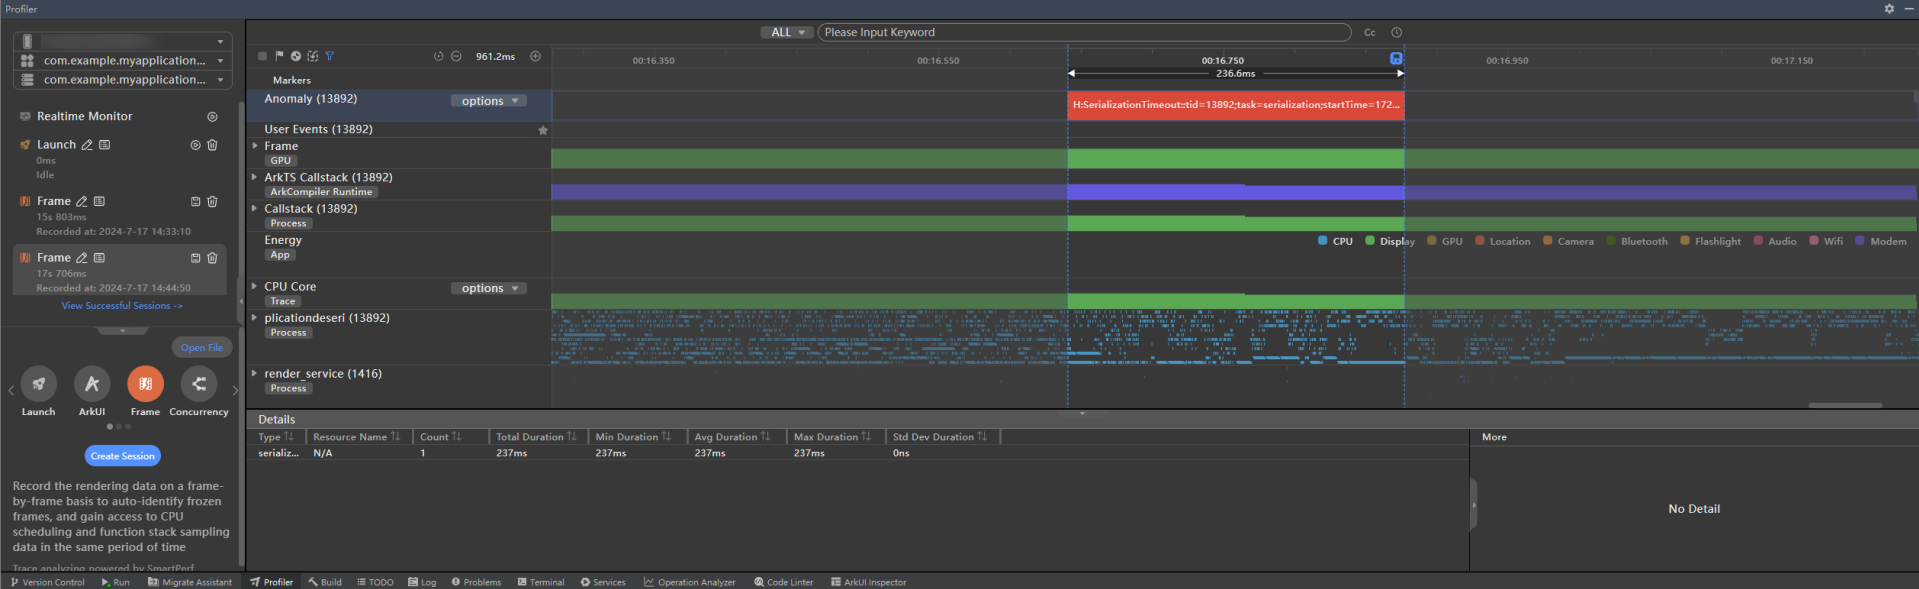 Profiler
com.example.myapplication...
com.example.myapplication...
Realtime Monitor
Launch
0ms
Idle
Frame
15s 803ms
Recorded at: 2024-7-17 14:33:10
Frame
17s 706ms
Recorded at: 2024-7-17 14:44:50
View Successful Sessions ->
Open File
Launch ArkUI Frame Concurrency
Create Session
Record the rendering data on a frame-
by-frame basis to auto-identify frozen
frames, and gain access to CPU
scheduling and function stack sampling
data in the same period of time
Trace analyzing powered by SmartPerf
ALL Please Input Keyword Cc
961.2ms 00:16.350 00:16.550 00:16.750 00:16.950 00:17.150
236.6ms
Markers
Anomaly (13892) options H:SerializationTimeout::tid=13892;task=serialization;startTime=172...
User Events (13892)
Frame
GPU
ArkTS Callstack (13892)
ArkCompiler Runtime
Callstack (13892)
Process
Energy CPU Display GPU Location Camera Bluetooth Flashlight Audio Wifi Modem
App
CPU Core options
Trace
plicationdeseri (13892)
Process
render_service (1416)
Process
Details
Type Resource Name Count Total Duration Min Duration Avg Duration Max Duration Std Dev Duration
serializ... N/A 1 237ms 237ms 237ms 237ms 0ns
More
No Detail
Version Control Run Migrate Assistant Profiler Build TODO Log Problems Terminal Services Operation Analyzer Code Linter ArkUI Inspector